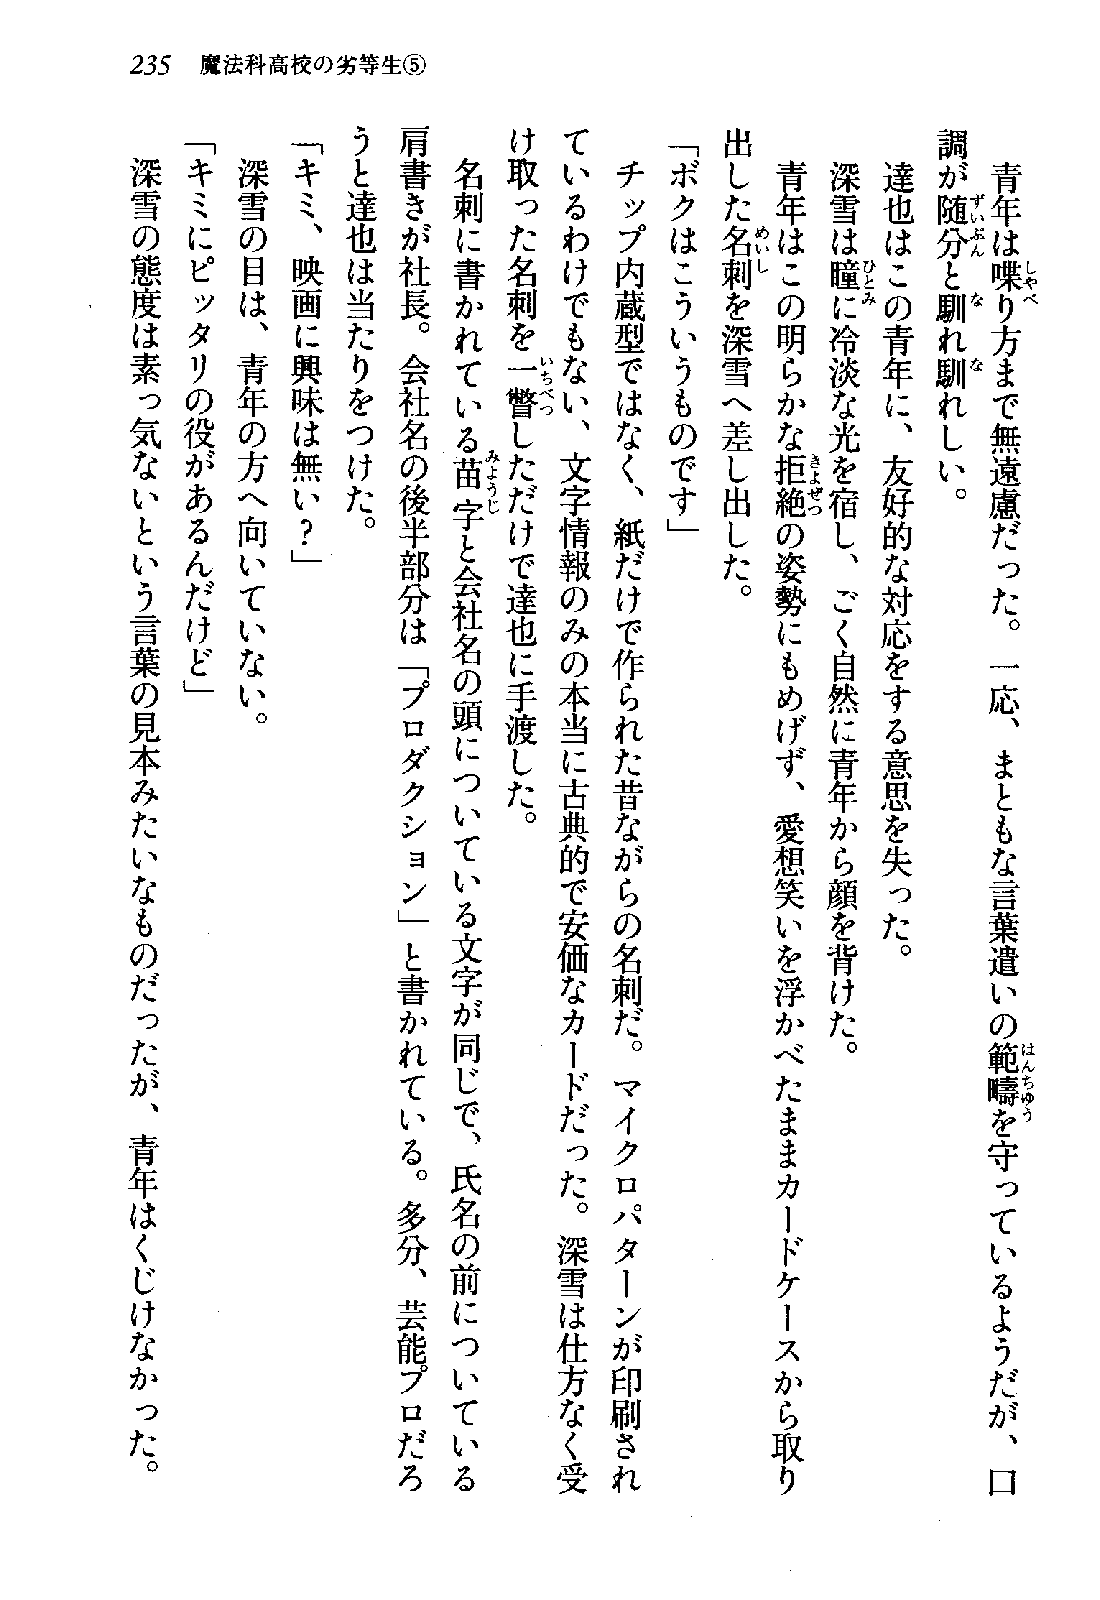 235 魔法科高校の劣等生⑤
青年は喋り方まで無遠慮だった。一応、まともな言葉遣いの範疇を守っているようだが、口
調が随分と馴れ馴れしい。
達也はこの青年に、友好的な対応をする意思を失った。
深雪は瞳に冷淡な光を宿し、ごく自然に青年から顔を背けた。
青年はこの明らかな拒絶の姿勢にもめげず、愛想笑いを浮かべたままカードケースから取り
出した名刺を深雪へ差し出した。
「ボクはこういうものです」
チップ内蔵型ではなく、紙だけで作られた昔ながらの名刺だ。マイクロパターンが印刷され
ているわけでもない、文字情報のみの本当に古典的で安価なカードだった。深雪は仕方なく受
け取った名刺を一瞥しただけで達也に手渡した。
名刺に書かれている苗字と会社名の頭についている文字が同じで、氏名の前についている
肩書きが社長。会社名の後半部分は「プロダクション」と書かれている。多分、芸能プロだろ
うと達也は当たりをつけた。
「キミ、映画に興味は無い?」
深雪の目は、青年の方へ向いていない。
「キミにピッタリの役があるんだけど」
深雪の態度は素っ気ないという言葉の見本みたいなものだったが、青年はくじけなかった。